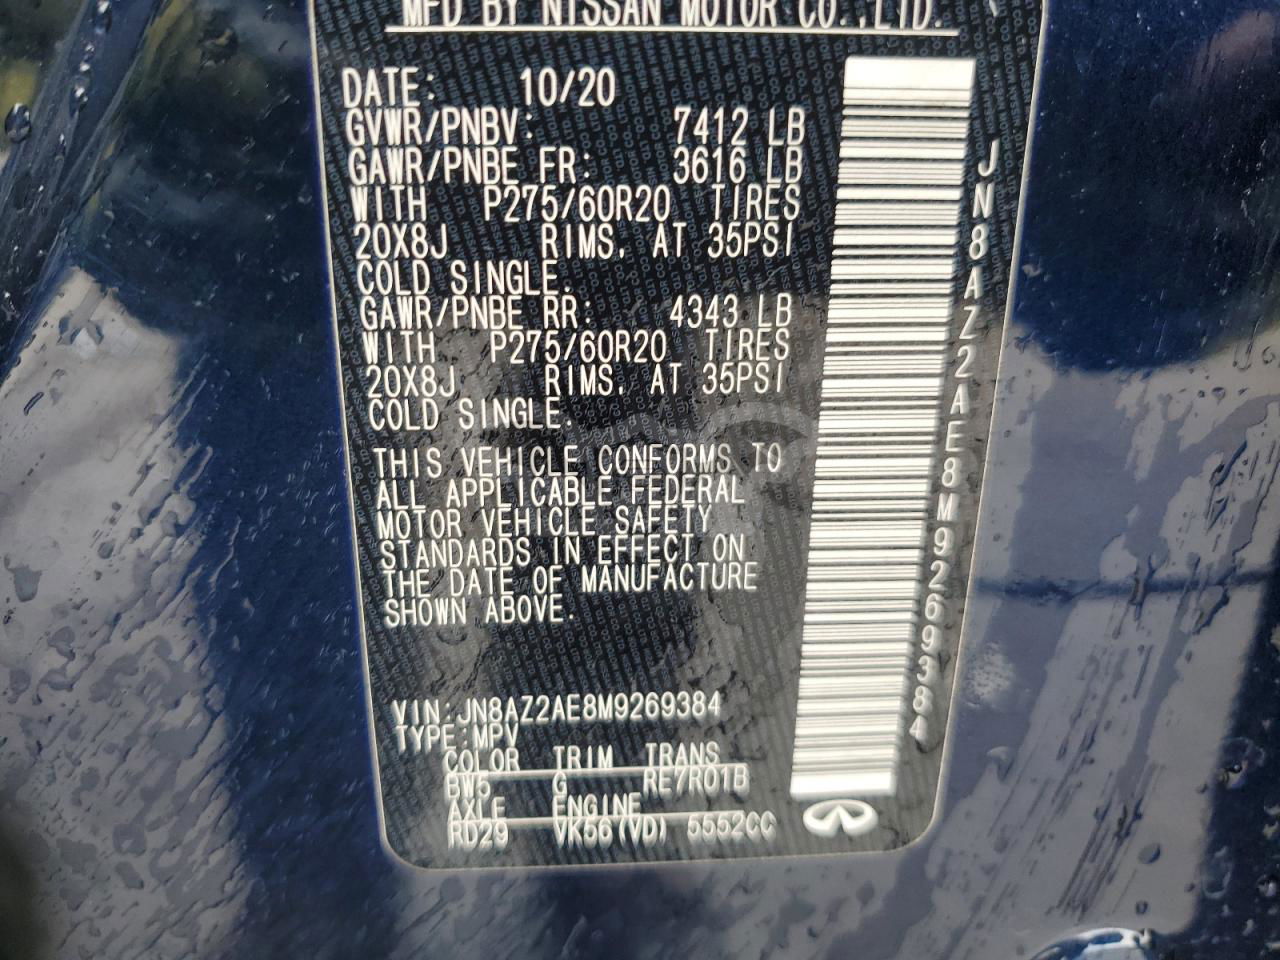 MFD BY NISSAN MOTOR CO.,LTD.
DATE: 10/20
GVWR/PNBV: 7412 LB
GAWR/PNBE FR: 3616 LB
WITH P275/60R20 TIRES
20X8J RIMS. AT 35PSI
COLD SINGLE.
GAWR/PNBE RR: 4343 LB
WITH P275/60R20 TIRES
20X8J RIMS. AT 35PSI
COLD SINGLE.
THIS VEHICLE CONFORMS TO
ALL APPLICABLE FEDERAL
MOTOR VEHICLE SAFETY
STANDARDS IN EFFECT ON
THE DATE OF MANUFACTURE
SHOWN ABOVE.
VIN:JN8AZ2AE8M9269384
TYPE:MPV
COLOR TRIM TRANS
BW5 G RE7R01B
AXLE ENGINE
RD29 VK56(VD) 5552CC
JN8AZ2AE8M9269384